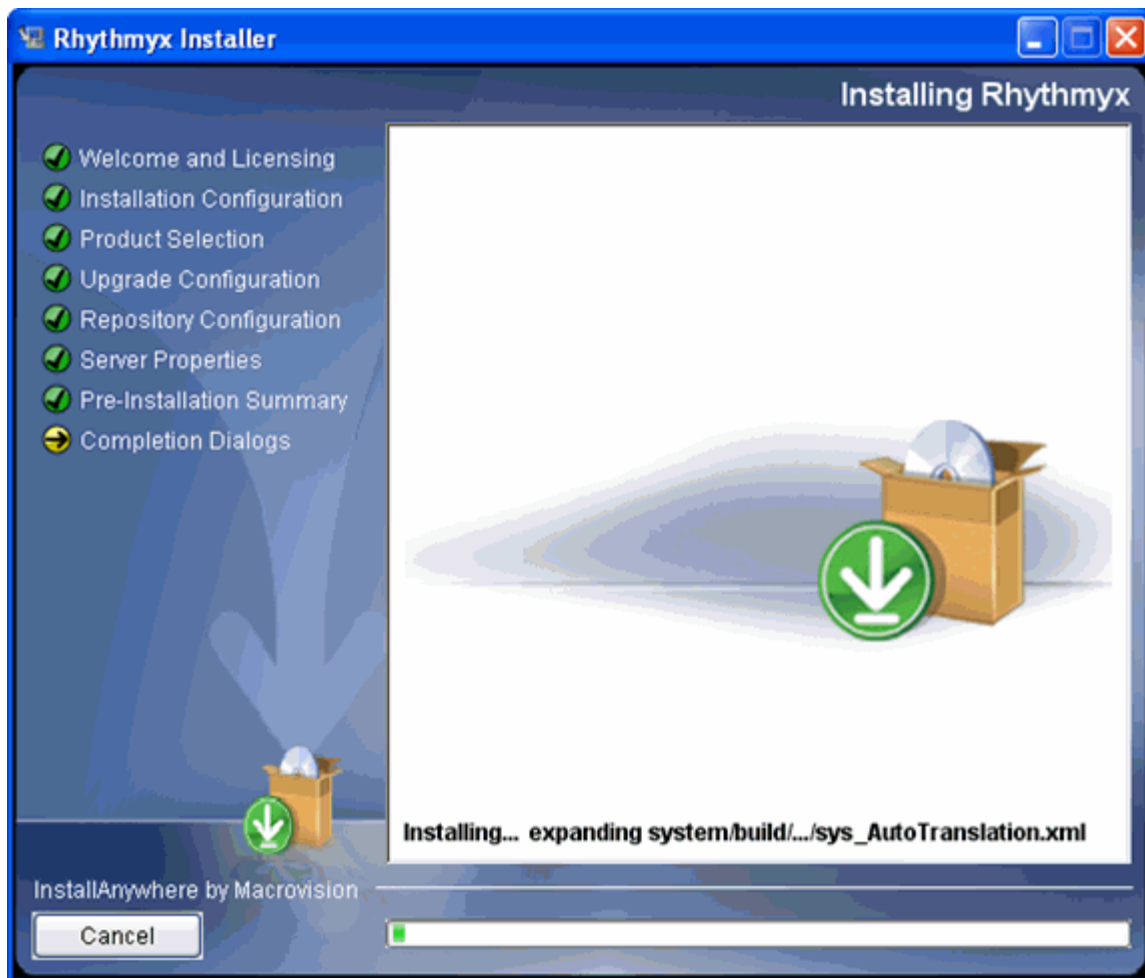 Rhythmyx Installer
Installing Rhythmyx
Welcome and Licensing
Installation Configuration
Product Selection
Upgrade Configuration
Repository Configuration
Server Properties
Pre-Installation Summary
Completion Dialogs
Installing... expanding system/build/.../sys_AutoTranslation.xml
InstallAnywhere by Macrovision
Cancel